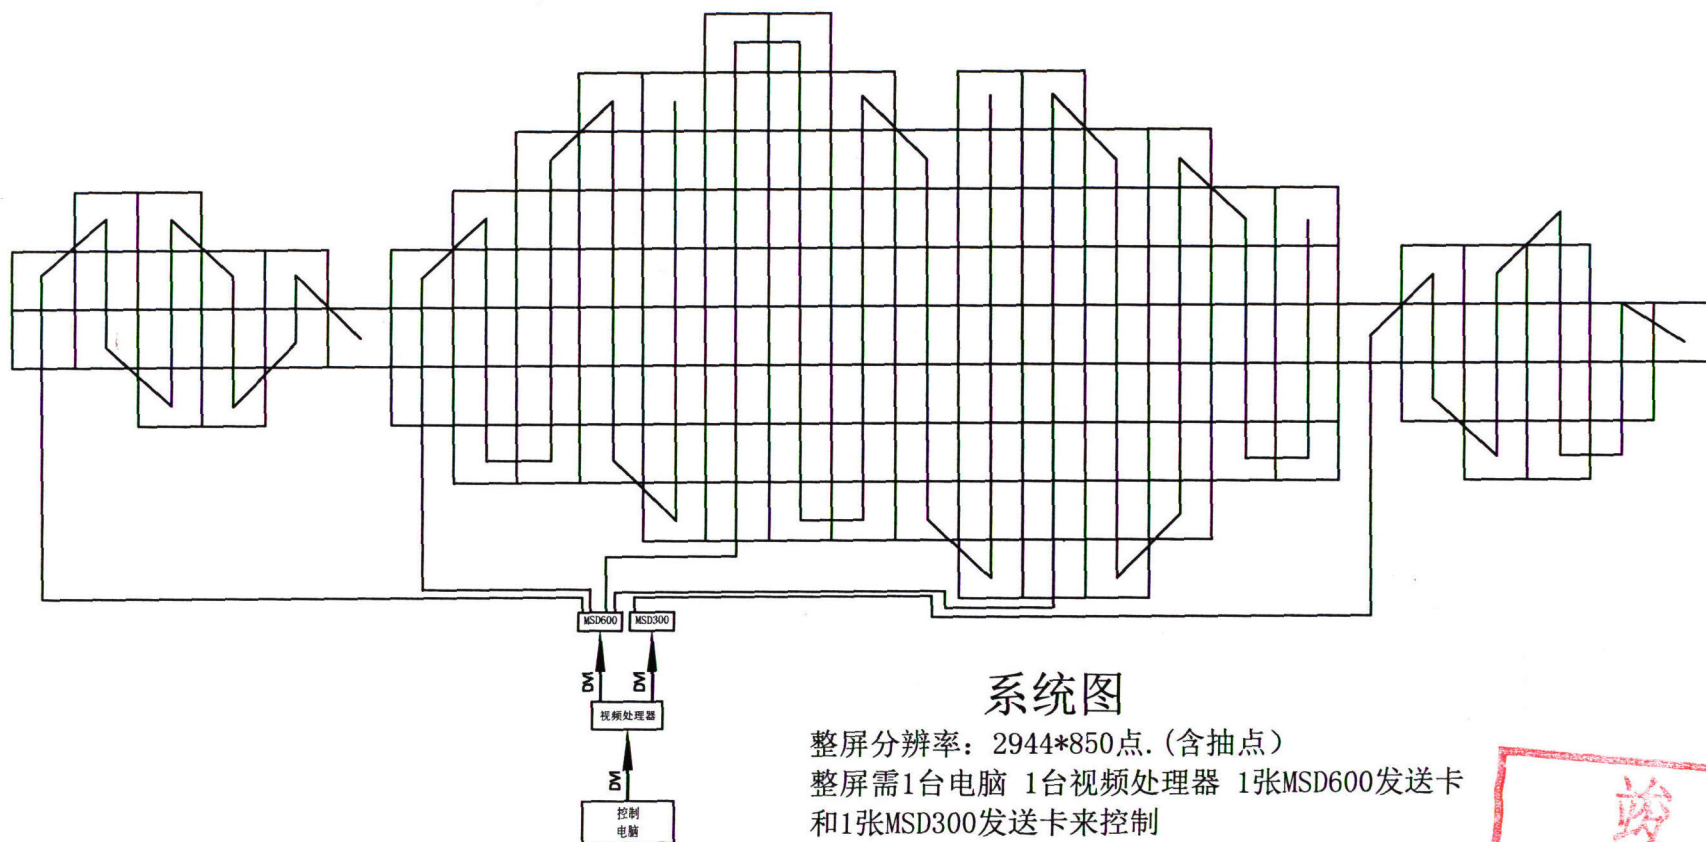 MSD600
MSD300
DVI
DVI
视频处理器
DVI
控制
电脑
系统图
整屏分辨率：2944*850点.(含抽点）
整屏需1台电脑 1台视频处理器 1张MSD600发送卡
和1张MSD300发送卡来控制